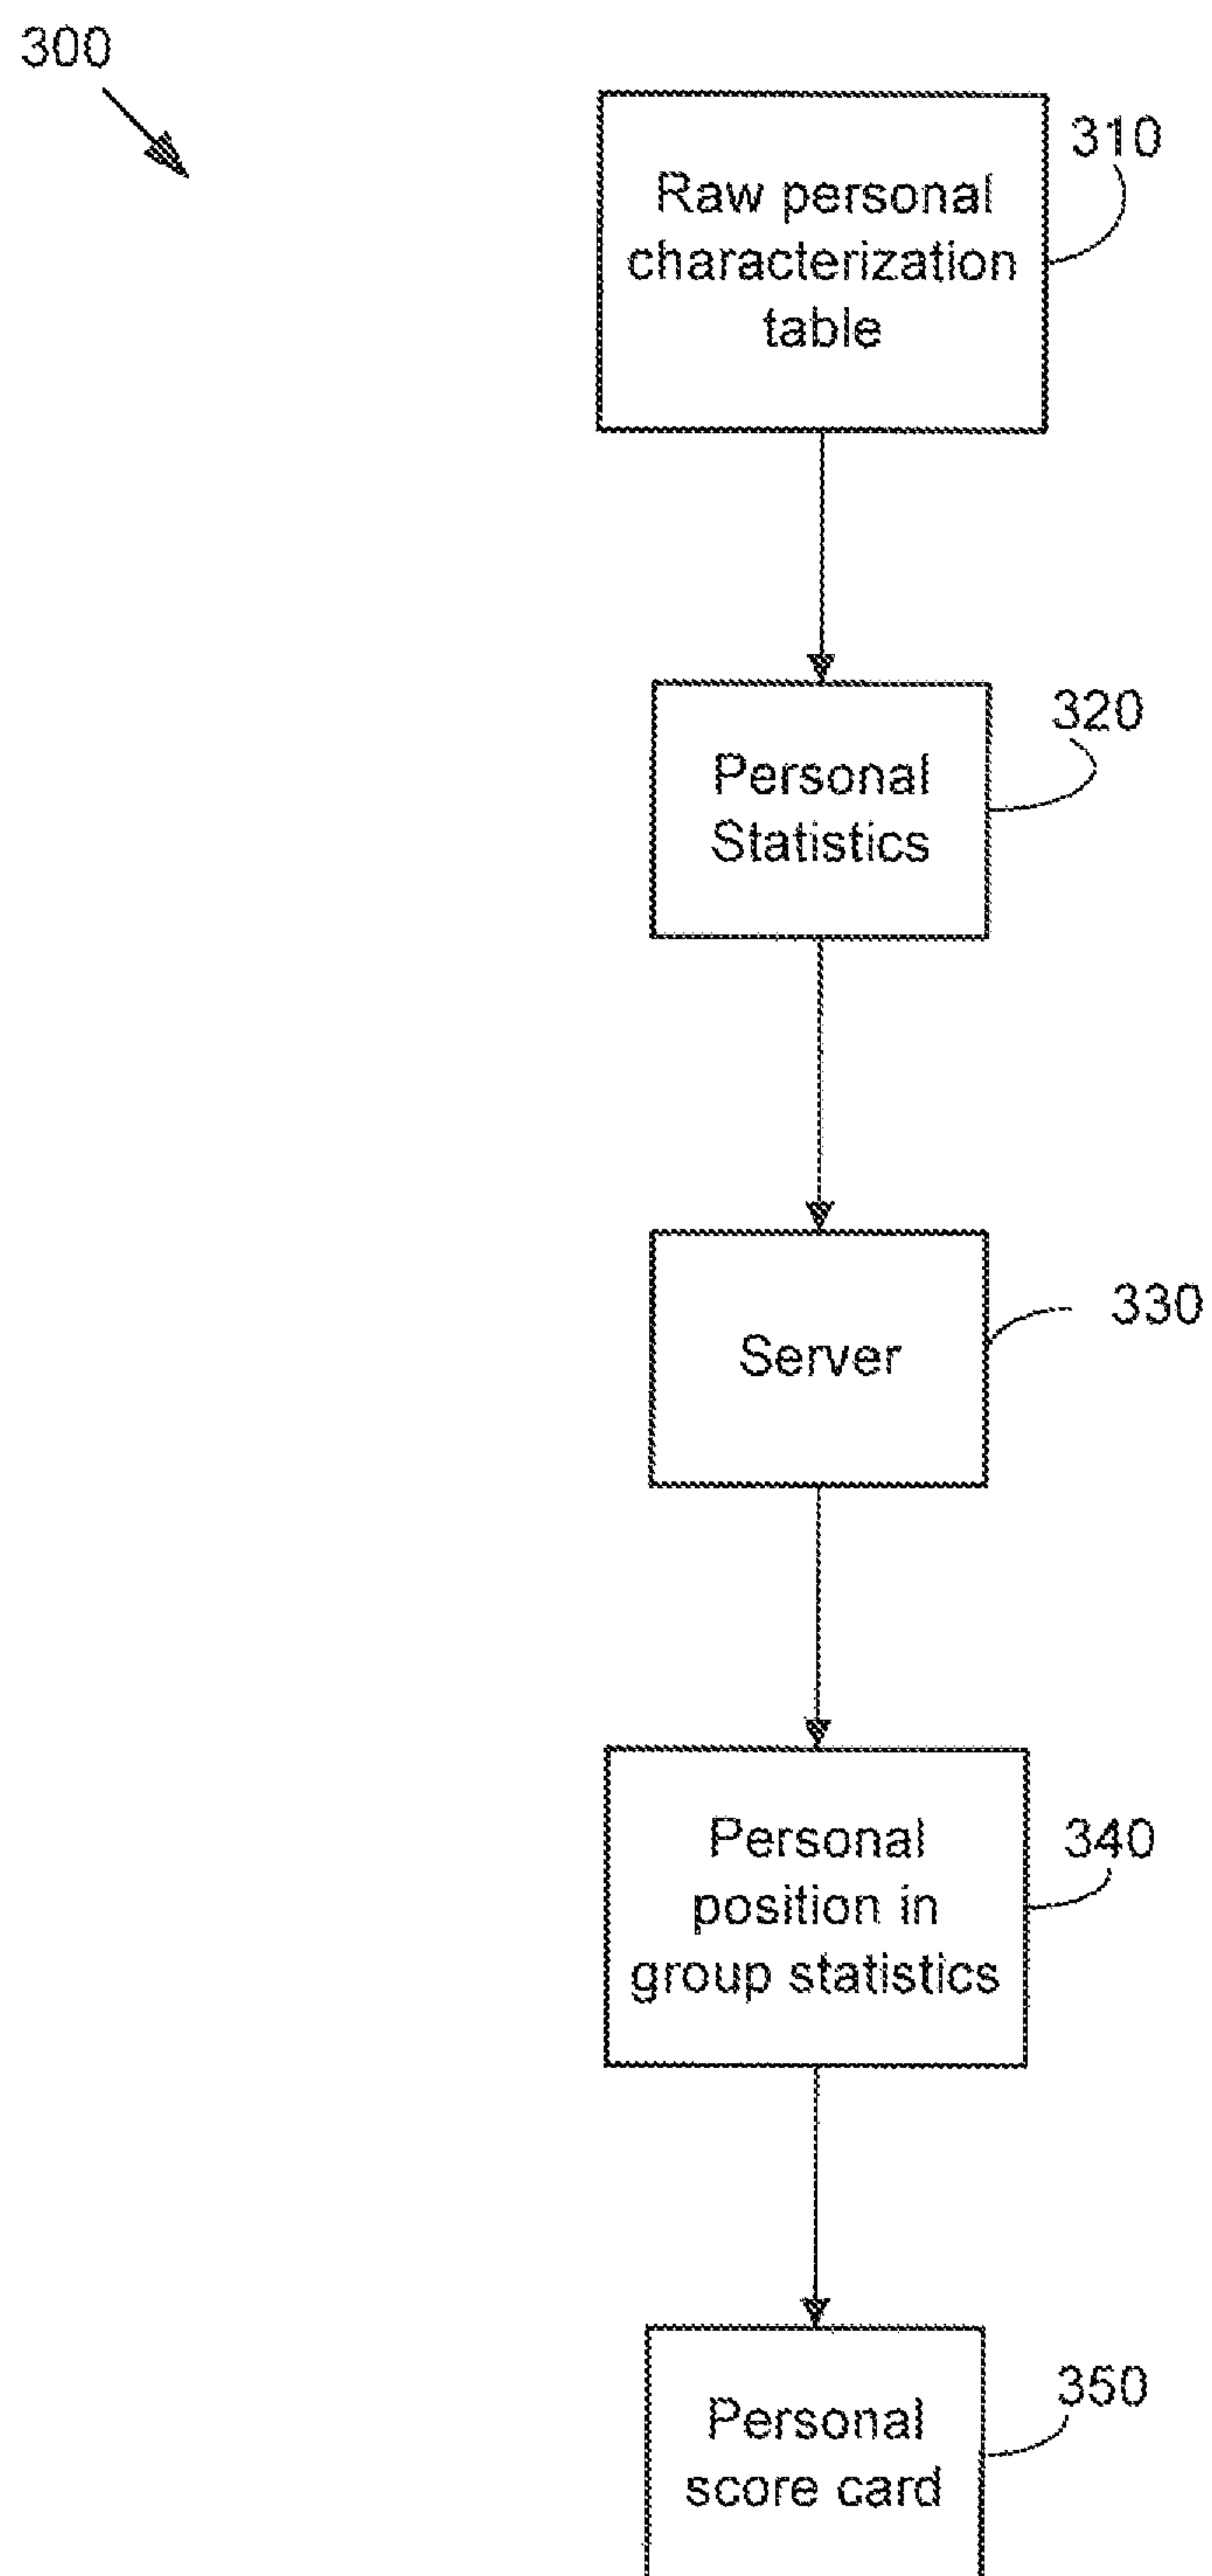 300
310
Raw personal
characterization
table
320
Personal
Statistics
330
Server
340
Personal
position in
group statistics
350
Personal
score card